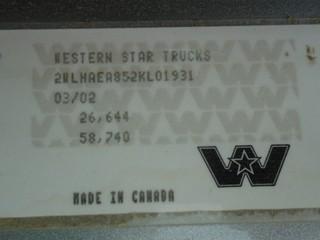 WESTERN STAR TRUCKS
2WLHAEA852KL01931
03/02
26,644
58,740
MADE IN CANADA